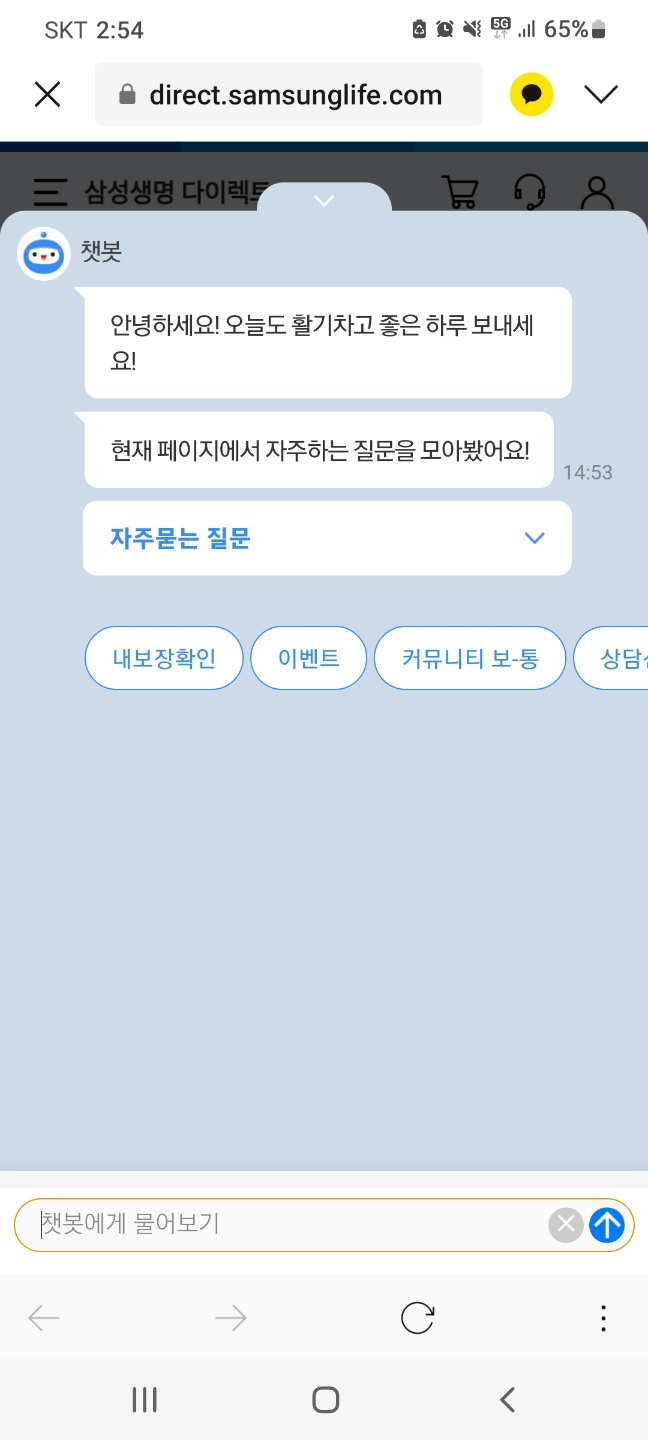 SKT 2:54
5G
65%
direct.samsunglife.com
삼성생명 다이렉트
챗봇
안녕하세요! 오늘도 활기차고 좋은 하루 보내세
요!
현재 페이지에서 자주하는 질문을 모아봤어요!
14:53
자주묻는 질문
내보장확인
이벤트
커뮤니티 보-통
상담
챗봇에게 물어보기